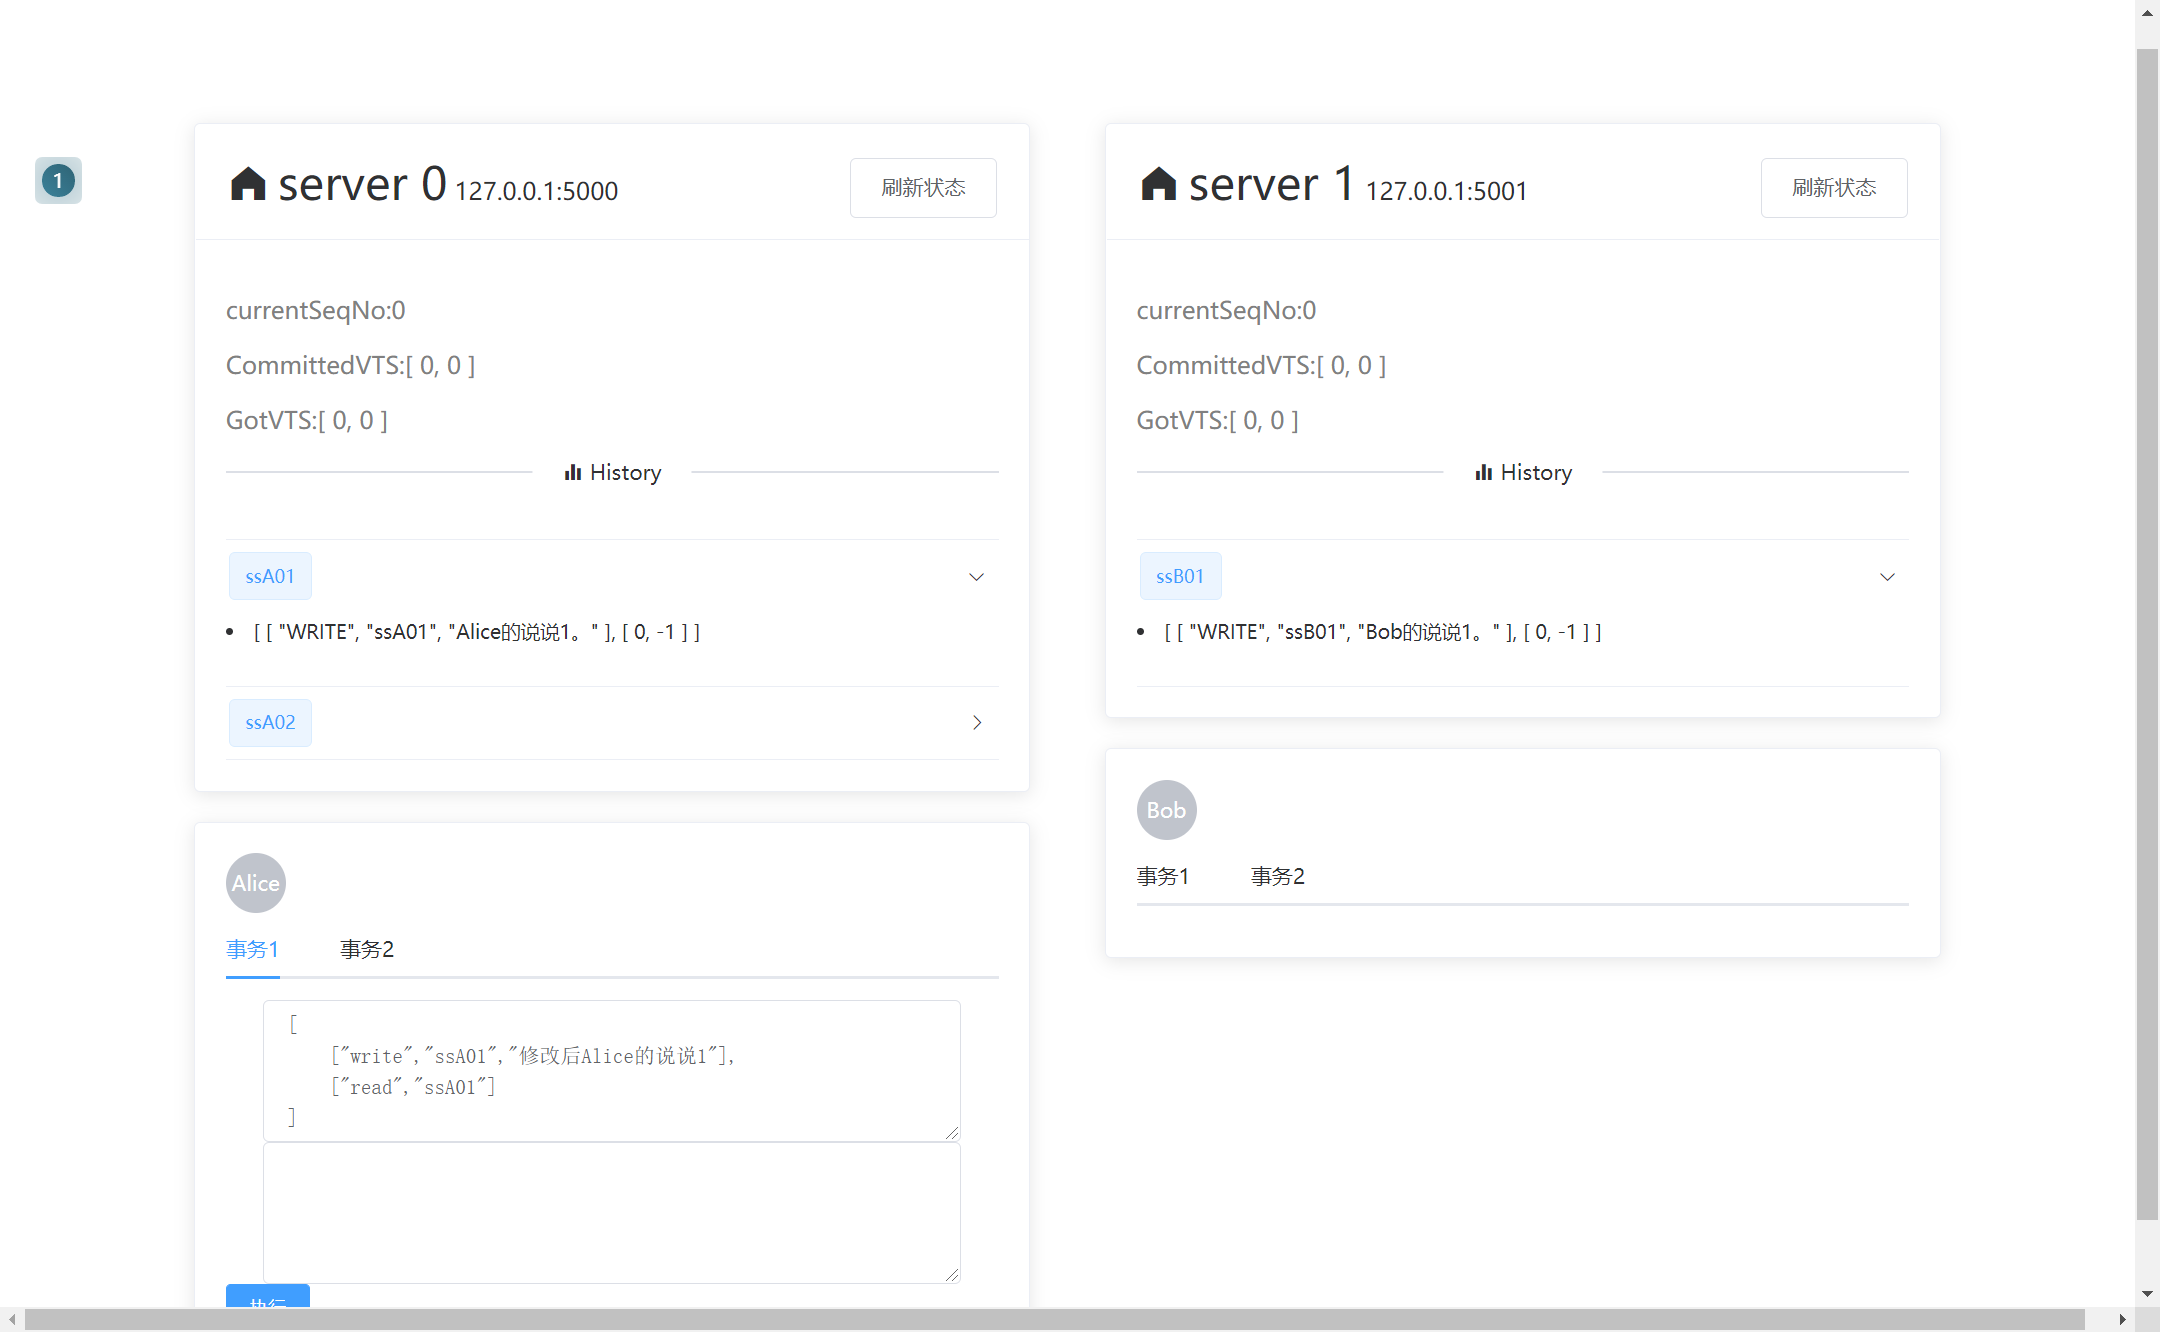 1
server 0 127.0.0.1:5000
刷新状态
currentSeqNo:0
CommittedVTS:[ 0, 0 ]
GotVTS:[ 0, 0 ]
History
ssA01
[ [ "WRITE", "ssA01", "Alice的说说1。" ], [ 0, -1 ] ]
ssA02
Alice
事务1 事务2
[
["write","ssA01","修改后Alice的说说1"],
["read","ssA01"]
]
执行
server 1 127.0.0.1:5001
刷新状态
currentSeqNo:0
CommittedVTS:[ 0, 0 ]
GotVTS:[ 0, 0 ]
History
ssB01
[ [ "WRITE", "ssB01", "Bob的说说1。" ], [ 0, -1 ] ]
Bob
事务1 事务2